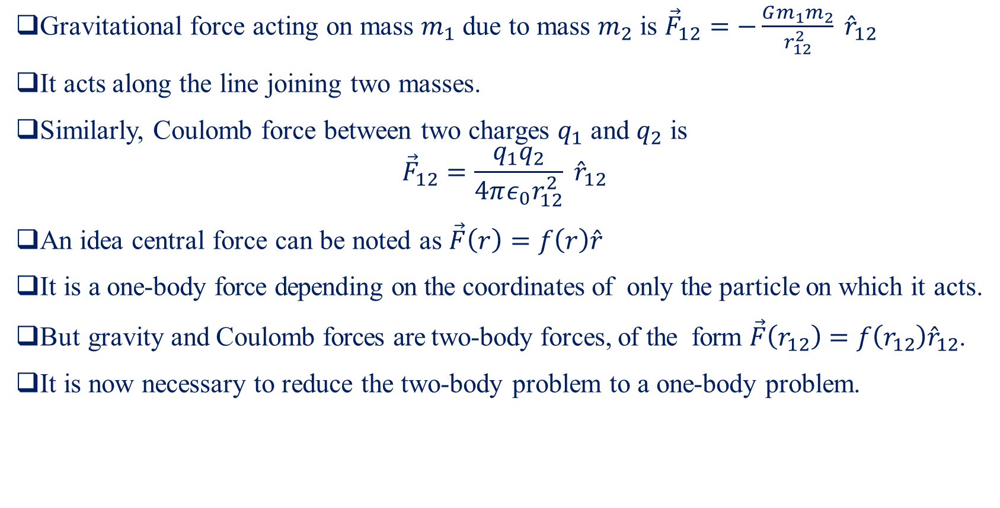 ❑Gravitational force acting on mass $m_1$ due to mass $m_2$ is $\vec{F}_{12} = -\frac{Gm_1m_2}{r_{12}^2}\ \hat{r}_{12}$
❑It acts along the line joining two masses.
❑Similarly, Coulomb force between two charges $q_1$ and $q_2$ is
$\vec{F}_{12} = \frac{q_1q_2}{4\pi\epsilon_0 r_{12}^2}\ \hat{r}_{12}$
❑An idea central force can be noted as $\vec{F}(r) = f(r)\hat{r}$
❑It is a one-body force depending on the coordinates of only the particle on which it acts.
❑But gravity and Coulomb forces are two-body forces, of the form $\vec{F}(r_{12}) = f(r_{12})\hat{r}_{12}$.
❑It is now necessary to reduce the two-body problem to a one-body problem.